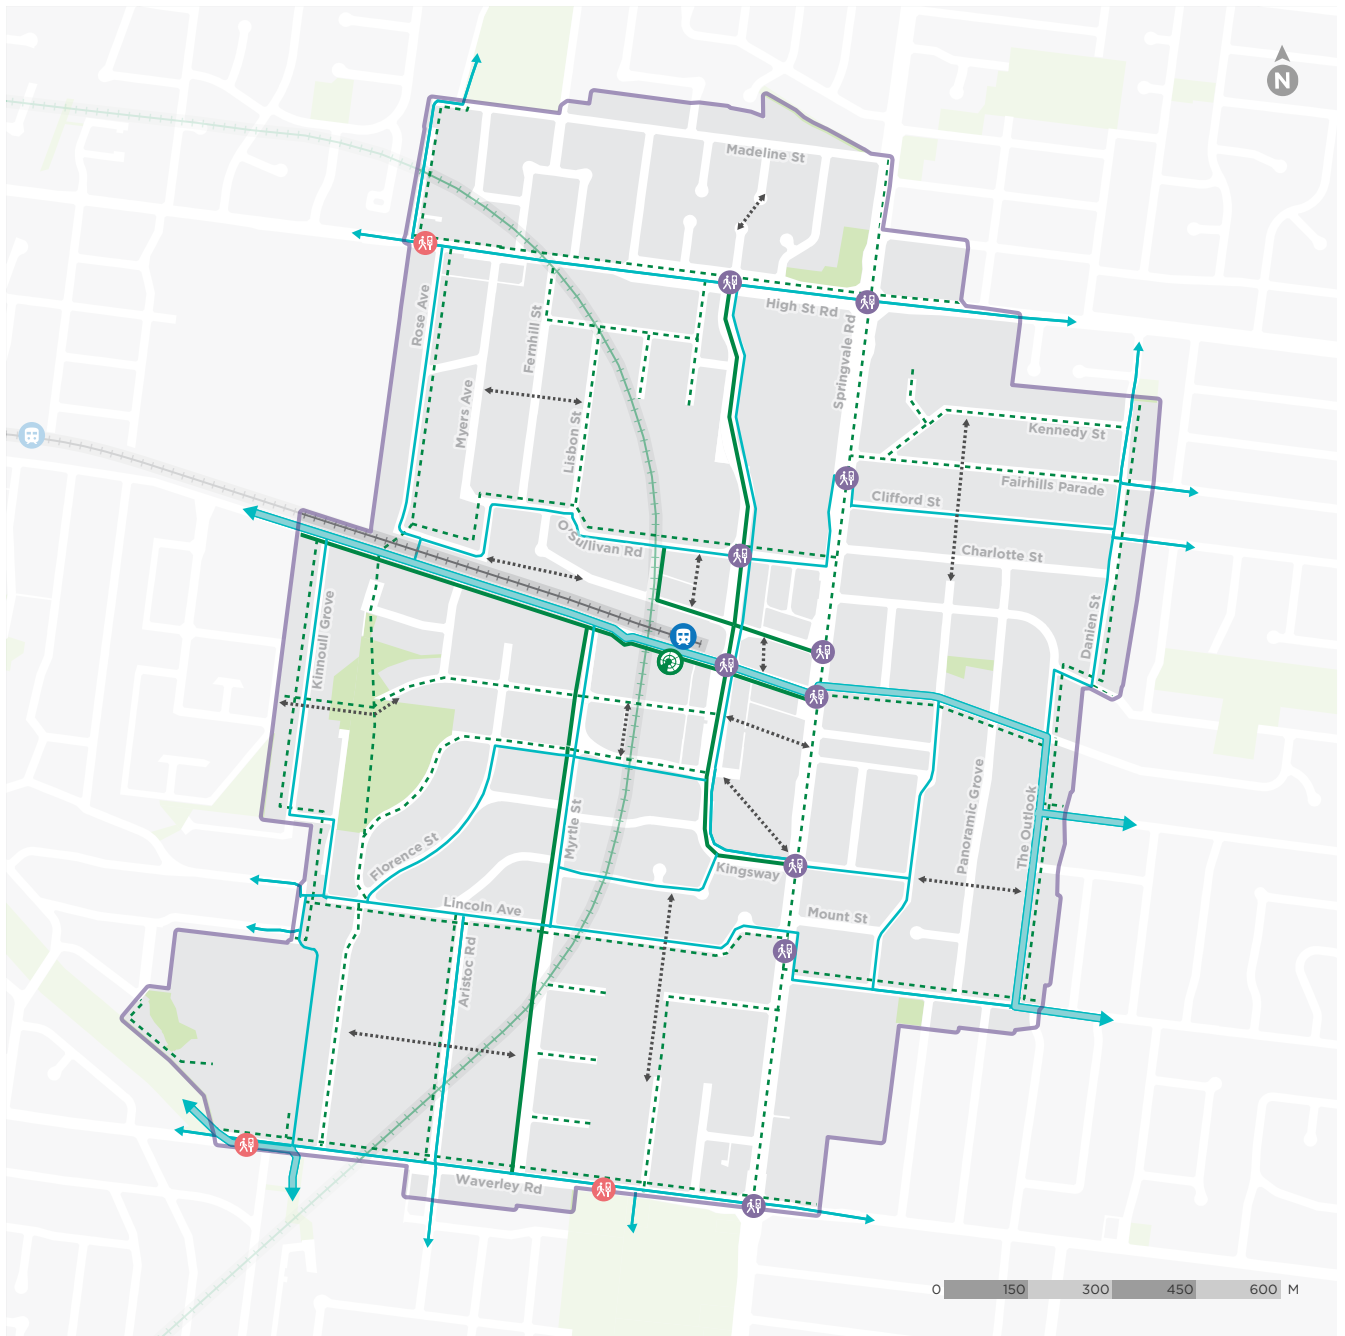 N
Madeline St
High St Rd
Rose Ave
Fernhill St
Springvale Rd
Myers Ave
Lisbon St
Kennedy St
Fairhills Parade
Clifford St
O'Sullivan Rd
Charlotte St
Kinnoull Grove
Danien St
Panoramic Grove
The Outlook
Myrtle St
Florence St
Kingsway
Lincoln Ave
Mount St
Aristoc Rd
Waverley Rd
0 150 300 450 600 M